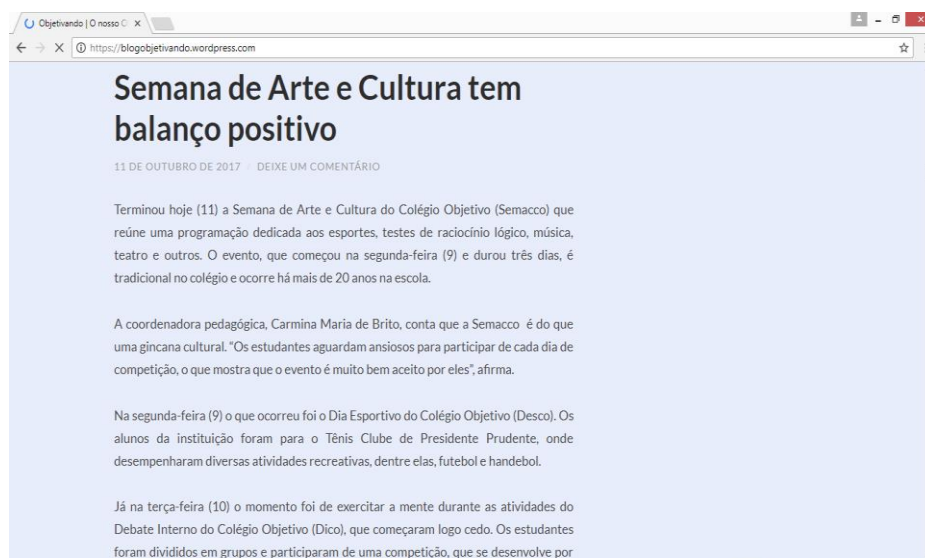 Objetivando | O nosso C
https://blogobjetivando.wordpress.com
Semana de Arte e Cultura tem
balanço positivo
11 DE OUTUBRO DE 2017 DEIXE UM COMENTÁRIO
Terminou hoje (11) a Semana de Arte e Cultura do Colégio Objetivo (Semacco) que
reúne uma programação dedicada aos esportes, testes de raciocínio lógico, música,
teatro e outros. O evento, que começou na segunda-feira (9) e durou três dias, é
tradicional no colégio e ocorre há mais de 20 anos na escola.
A coordenadora pedagógica, Carmina Maria de Brito, conta que a Semacco é do que
uma gincana cultural. "Os estudantes aguardam ansiosos para participar de cada dia de
competição, o que mostra que o evento é muito bem aceito por eles", afirma.
Na segunda-feira (9) o que ocorreu foi o Dia Esportivo do Colégio Objetivo (Desco). Os
alunos da instituição foram para o Tênis Clube de Presidente Prudente, onde
desempenharam diversas atividades recreativas, dentre elas, futebol e handebol.
Já na terça-feira (10) o momento foi de exercitar a mente durante as atividades do
Debate Interno do Colégio Objetivo (Dico), que começaram logo cedo. Os estudantes
foram divididos em grupos e participaram de uma competição, que se desenvolve por